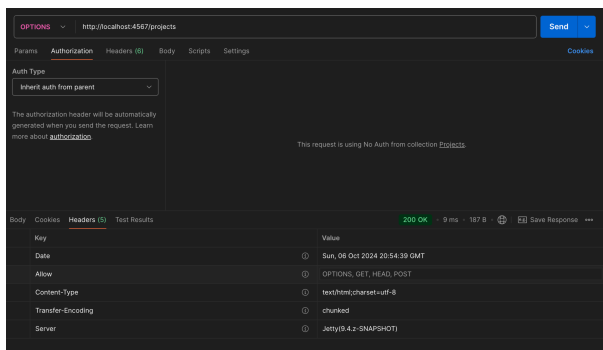 OPTIONS http://localhost:4567/projects Send
Params Authorization Headers (6) Body Scripts Settings Cookies
Auth Type
Inherit auth from parent
The authorization header will be automatically
generated when you send the request. Learn
more about authorization.
This request is using No Auth from collection Projects.
Body Cookies Headers (5) Test Results 200 OK 9 ms 187 B Save Response
Key Value
Date Sun, 06 Oct 2024 20:54:39 GMT
Allow OPTIONS, GET, HEAD, POST
Content-Type text/html;charset=utf-8
Transfer-Encoding chunked
Server Jetty(9.4.z-SNAPSHOT)